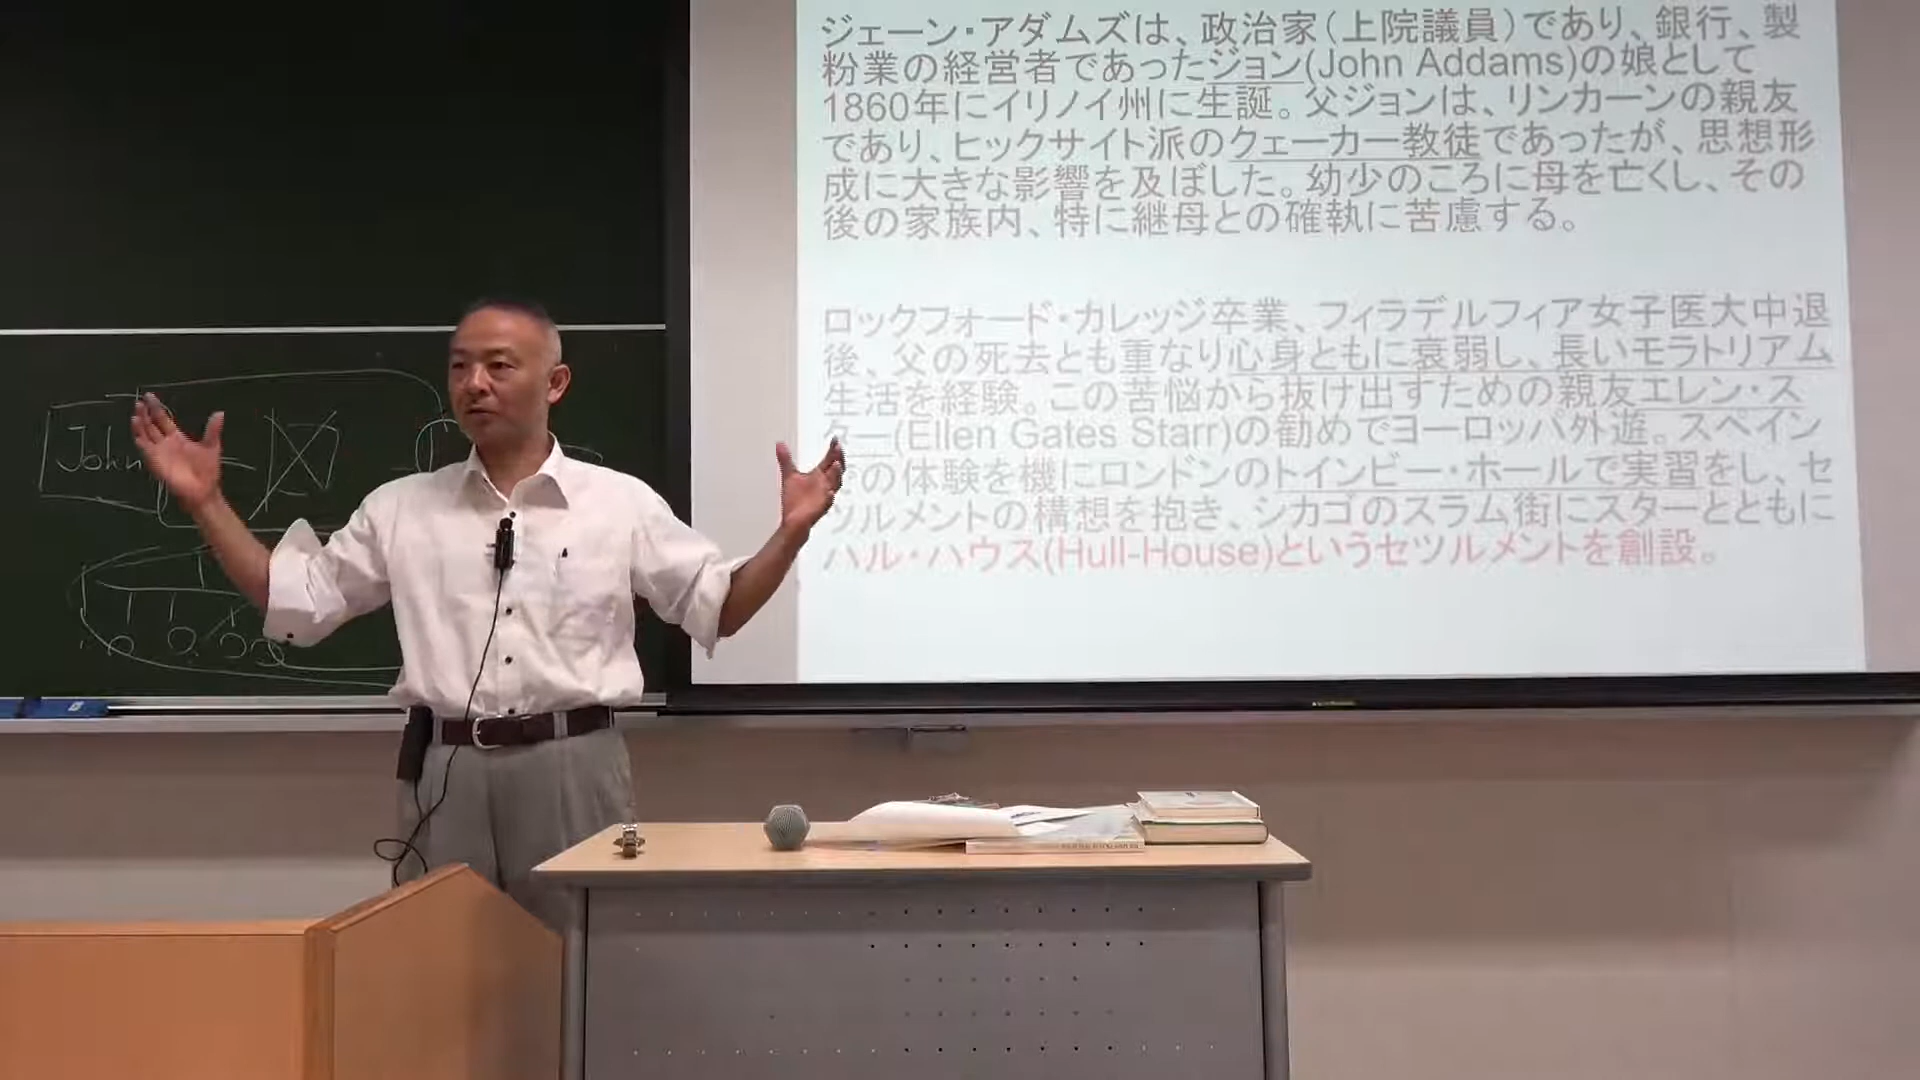 ジェーン・アダムズは、政治家(上院議員)であり、銀行、製
粉業の経営者であったジョン(John Addams)の娘として
1860年にイリノイ州に生誕。父ジョンは、リンカーンの親友
であり、ヒックサイト派のクェーカー教徒であったが、思想形
成に大きな影響を及ぼした。幼少のころに母を亡くし、その
後の家族内、特に継母との確執に苦慮する。
ロックフォード・カレッジ卒業、フィラデルフィア女子医大中退
後、父の死去とも重なり心身ともに衰弱し、長いモラトリアム
生活を経験。この苦悩から抜け出すための親友エレン・ス
ター(Ellen Gates Starr)の勧めでヨーロッパ外遊。スペイン
での体験を機にロンドンのトインビー・ホールで実習をし、セ
ツルメントの構想を抱き、シカゴのスラム街にスターとともに
ハル・ハウス(Hull-House)というセツルメントを創設。
John